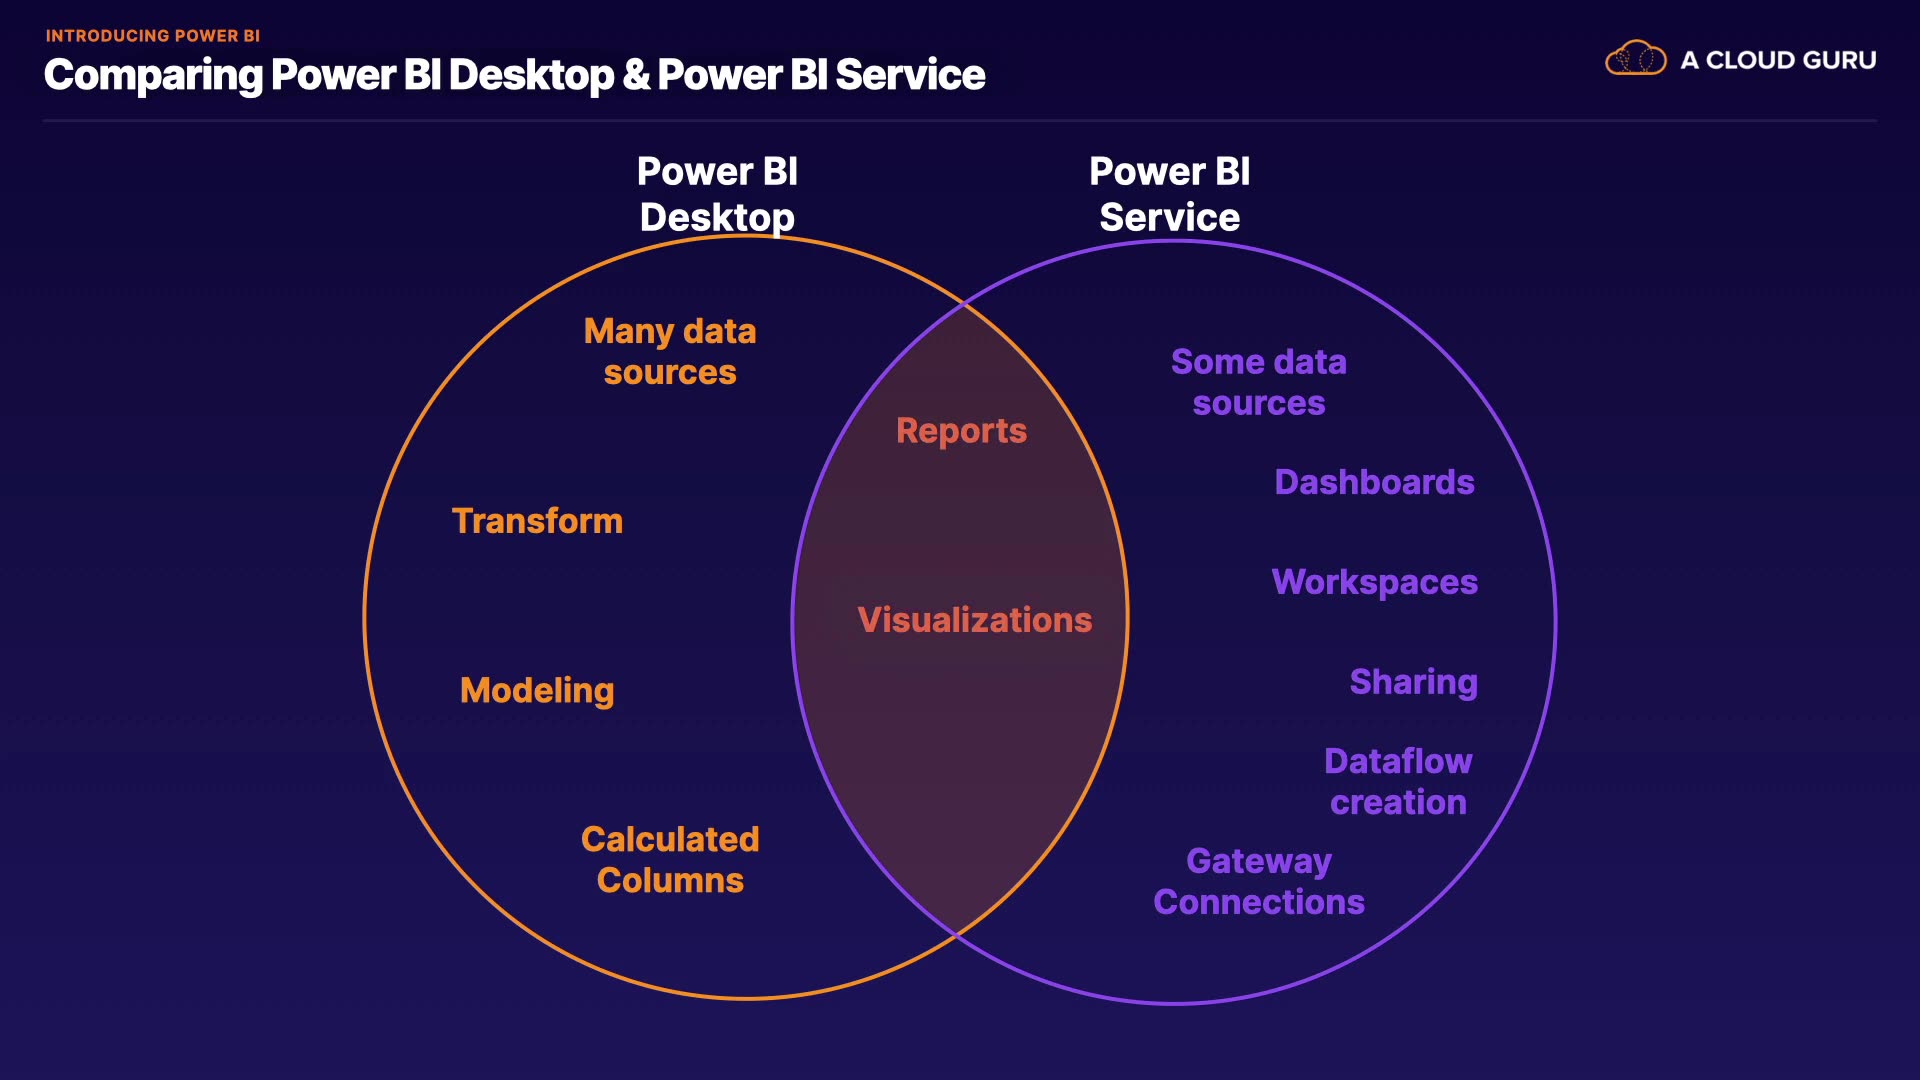 INTRODUCING POWER BI
Comparing Power BI Desktop & Power BI Service
A CLOUD GURU
Power BI
Desktop
Power BI
Service
Many data
sources
Transform
Modeling
Calculated
Columns
Reports
Visualizations
Some data
sources
Dashboards
Workspaces
Sharing
Dataflow
creation
Gateway
Connections